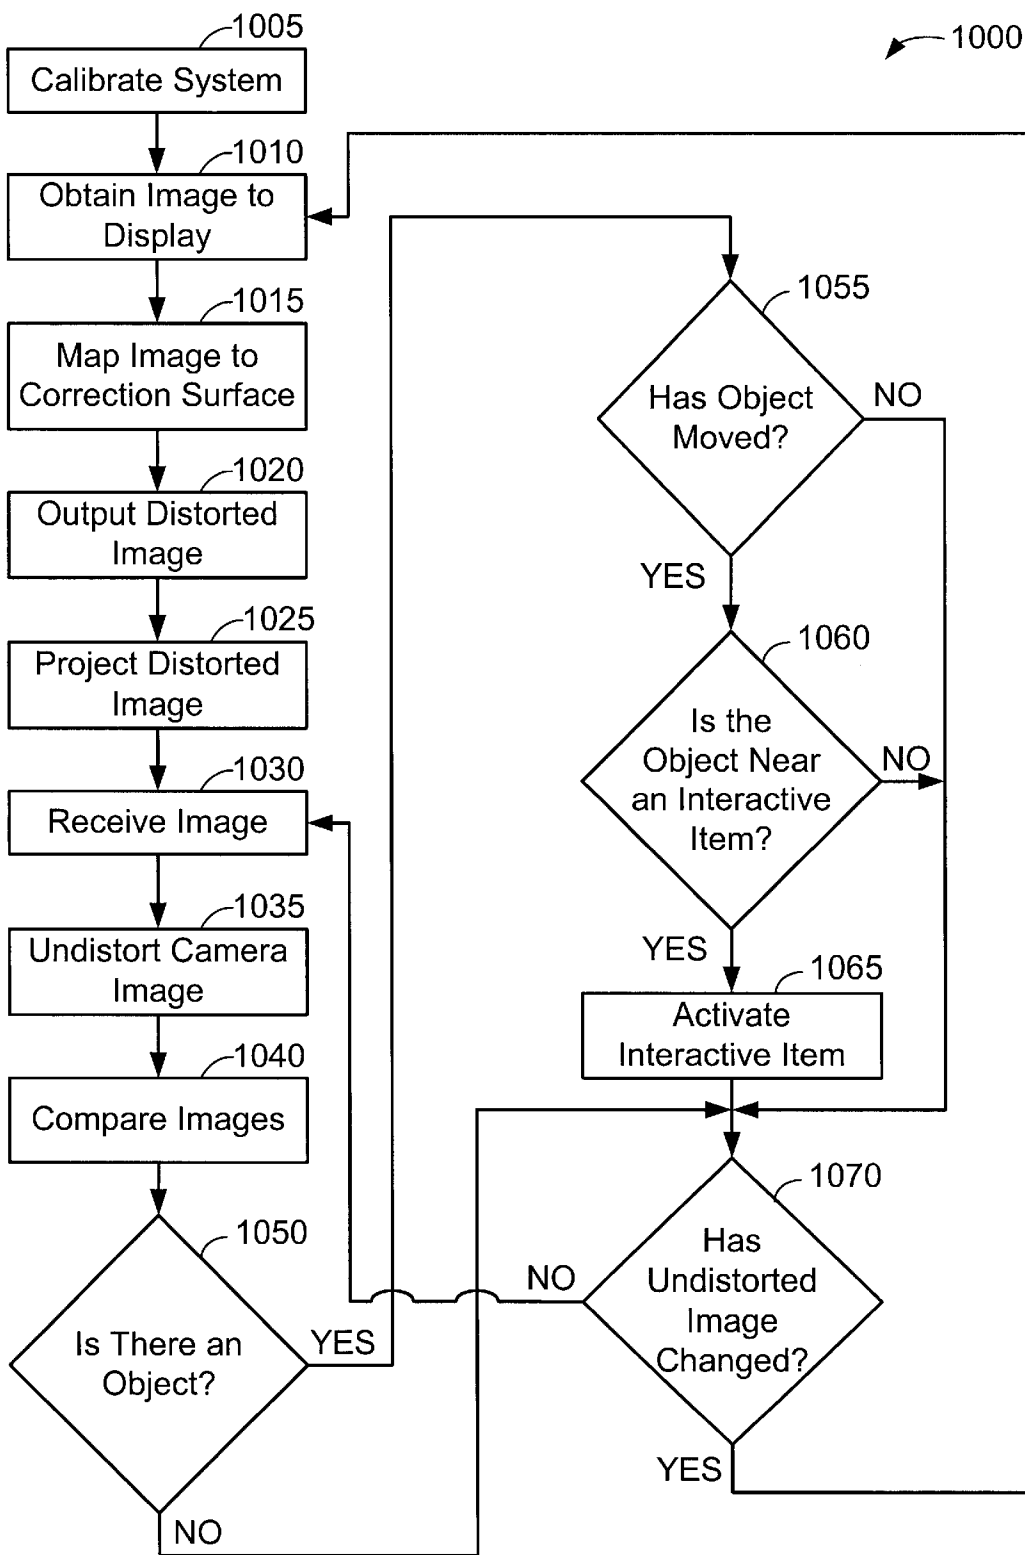 1000
1005
Calibrate System
1010
Obtain Image to
Display
1015
Map Image to
Correction Surface
1020
Output Distorted
Image
1025
Project Distorted
Image
1030
Receive Image
1035
Undistort Camera
Image
1040
Compare Images
1050
Is There an
Object?
YES
NO
1055
Has Object
Moved?
NO
YES
1060
Is the
Object Near
an Interactive
Item?
NO
YES
1065
Activate
Interactive Item
1070
Has
Undistorted
Image
Changed?
NO
YES